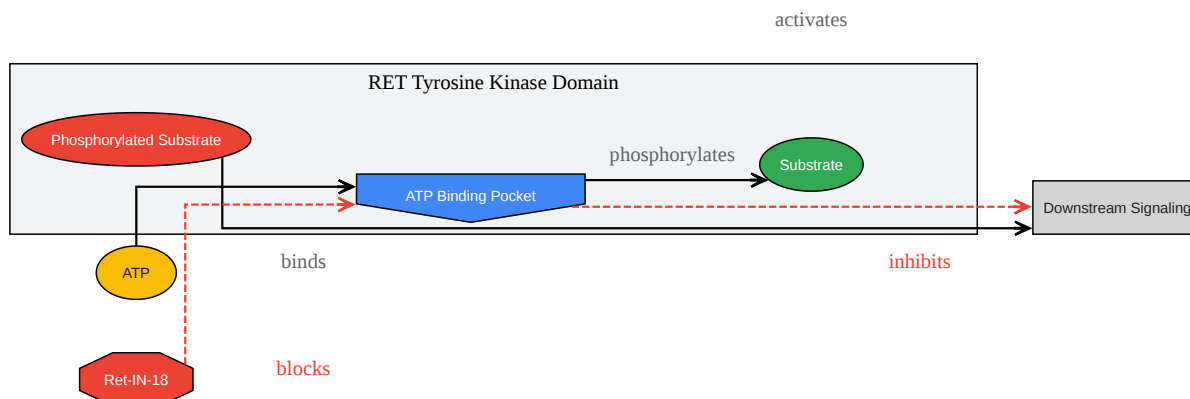 activates
RET Tyrosine Kinase Domain
Phosphorylated Substrate
phosphorylates
Substrate
ATP Binding Pocket
Downstream Signaling
binds
inhibits
ATP
blocks
Ret-IN-18